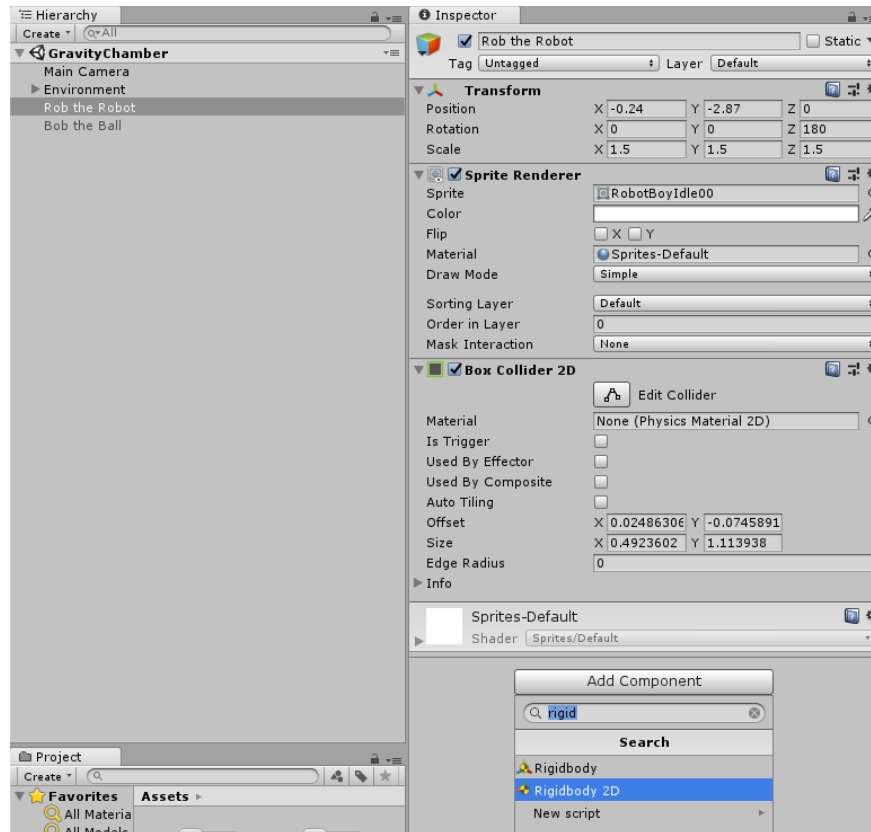 Hierarchy
Create All
GravityChamber
Main Camera
Environment
Rob the Robot
Bob the Ball
Project
Create
Favorites Assets
All Materia
All Models
Inspector
Rob the Robot Static
Tag Untagged Layer Default
Transform
Position X -0.24 Y -2.87 Z 0
Rotation X 0 Y 0 Z 180
Scale X 1.5 Y 1.5 Z 1.5
Sprite Renderer
Sprite RobotBoyIdle00
Color
Flip X Y
Material Sprites-Default
Draw Mode Simple
Sorting Layer Default
Order in Layer 0
Mask Interaction None
Box Collider 2D
Edit Collider
Material None (Physics Material 2D)
Is Trigger
Used By Effector
Used By Composite
Auto Tiling
Offset X 0.02486306 Y -0.0745891
Size X 0.4923602 Y 1.113938
Edge Radius 0
Info
Sprites-Default
Shader Sprites/Default
Add Component
rigid
Search
Rigidbody
Rigidbody 2D
New script